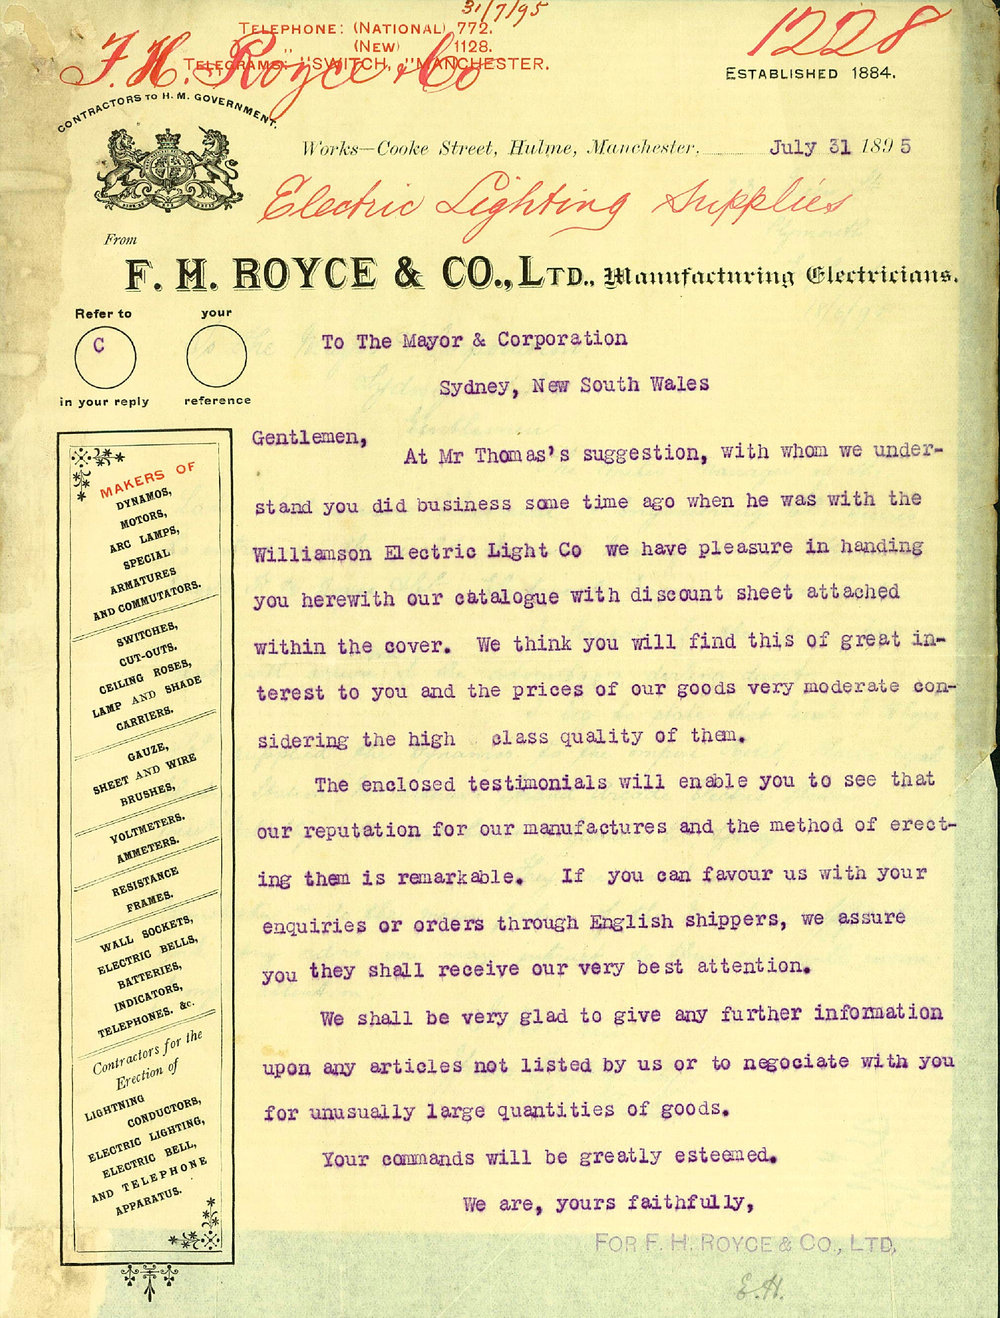 31/7/95
TELEPHONE: (NATIONAL) 772.
„ (NEW) 1128.
TELEGRAMS: "SWITCH," MANCHESTER.
F. H. Royce & Co
1228
ESTABLISHED 1884.
CONTRACTORS TO H. M. GOVERNMENT.
Works—Cooke Street, Hulme, Manchester, July 31 1895
Electric Lighting Supplies
From
F. H. ROYCE & CO., LTD., Manufacturing Electricians.
Refer to your
C
in your reply reference
To The Mayor & Corporation
Sydney, New South Wales
Gentlemen,
At Mr Thomas's suggestion, with whom we under-
stand you did business some time ago when he was with the
Williamson Electric Light Co we have pleasure in handing
you herewith our catalogue with discount sheet attached
within the cover. We think you will find this of great in-
terest to you and the prices of our goods very moderate con-
sidering the high class quality of them.
The enclosed testimonials will enable you to see that
our reputation for our manufactures and the method of erect-
ing them is remarkable. If you can favour us with your
enquiries or orders through English shippers, we assure
you they shall receive our very best attention.
We shall be very glad to give any further information
upon any articles not listed by us or to negociate with you
for unusually large quantities of goods.
Your commands will be greatly esteemed.
We are, yours faithfully,
FOR F. H. ROYCE & CO., LTD.
E.H.
MAKERS OF
DYNAMOS,
MOTORS,
ARC LAMPS,
SPECIAL
ARMATURES
AND COMMUTATORS.
SWITCHES,
CUT-OUTS.
CEILING ROSES,
LAMP AND SHADE
CARRIERS.
GAUZE,
SHEET AND WIRE
BRUSHES,
VOLTMETERS.
AMMETERS.
RESISTANCE
FRAMES.
WALL SOCKETS,
ELECTRIC BELLS,
BATTERIES,
INDICATORS,
TELEPHONES. &c.
Contractors for the
Erection of
LIGHTNING
CONDUCTORS,
ELECTRIC LIGHTING,
ELECTRIC BELL,
AND TELEPHONE
APPARATUS.